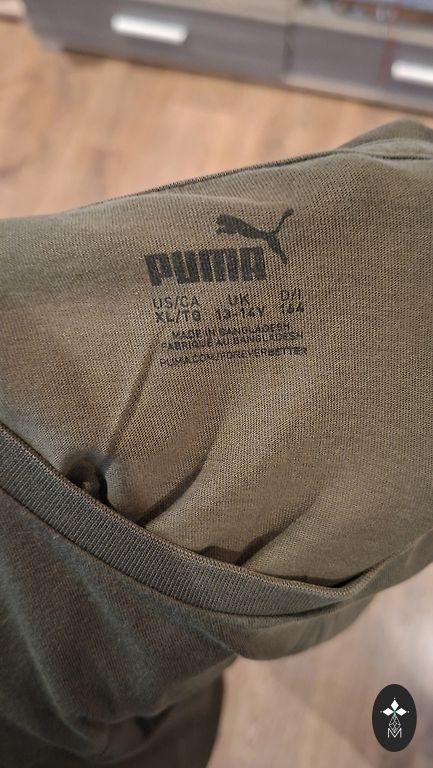 PUMA
US/CA UK D/I
XL/TG 13-14Y 164
MADE IN BANGLADESH
FABRIQUÉ AU BANGLADESH
PUMA.COM/FOREVERBETTER
M